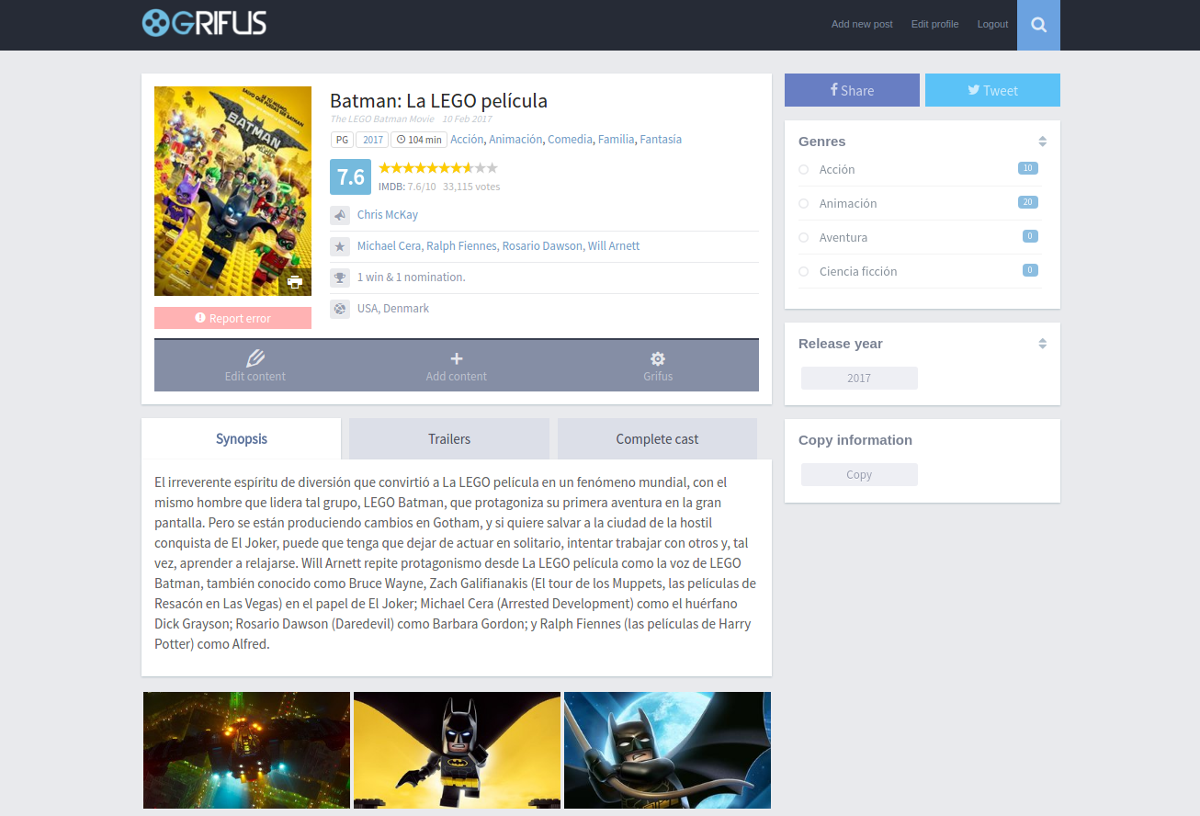 GRIFUS
Add new post Edit profile Logout
BATMAN
Batman: La LEGO película
The LEGO Batman Movie 10 Feb 2017
PG 2017 104 min Acción, Animación, Comedia, Familia, Fantasía
7.6
IMDB: 7.6/10 33,115 votes
Chris McKay
Michael Cera, Ralph Fiennes, Rosario Dawson, Will Arnett
1 win & 1 nomination.
USA, Denmark
Report error
Edit content Add content Grifus
Synopsis Trailers Complete cast
El irreverente espíritu de diversión que convirtió a La LEGO película en un fenómeno mundial, con el
mismo hombre que lidera tal grupo, LEGO Batman, que protagoniza su primera aventura en la gran
pantalla. Pero se están produciendo cambios en Gotham, y si quiere salvar a la ciudad de la hostil
conquista de El Joker, puede que tenga que dejar de actuar en solitario, intentar trabajar con otros y, tal
vez, aprender a relajarse. Will Arnett repite protagonismo desde La LEGO película como la voz de LEGO
Batman, también conocido como Bruce Wayne, Zach Galifianakis (El tour de los Muppets, las películas de
Resacón en Las Vegas) en el papel de El Joker; Michael Cera (Arrested Development) como el huérfano
Dick Grayson; Rosario Dawson (Daredevil) como Barbara Gordon; y Ralph Fiennes (las películas de Harry
Potter) como Alfred.
Share Tweet
Genres
Acción 10
Animación 20
Aventura 0
Ciencia ficción 0
Release year
2017
Copy information
Copy